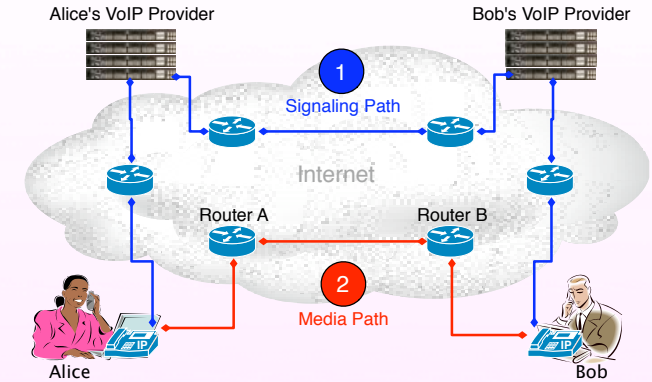 Alice's VoIP Provider
Bob's VoIP Provider
1
Signaling Path
Internet
Router A
Router B
2
Media Path
IP
IP
Alice
Bob